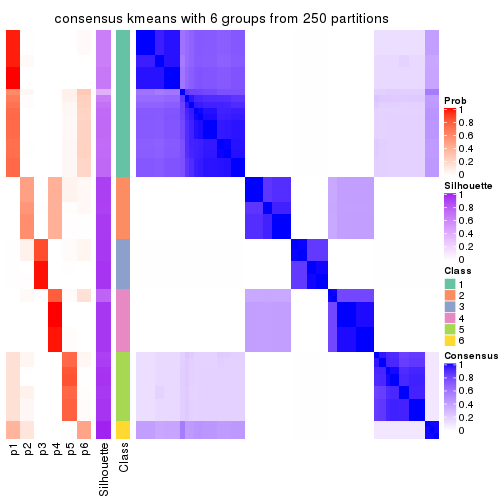 consensus kmeans with 6 groups from 250 partitions
Prob
1
0.8
0.6
0.4
0.2
0
Silhouette
1
0.8
0.6
0.4
0.2
0
Class
1
2
3
4
5
6
Consensus
1
0.8
0.6
0.4
0.2
0
p1
p2
p3
p4
p5
p6
Silhouette
Class